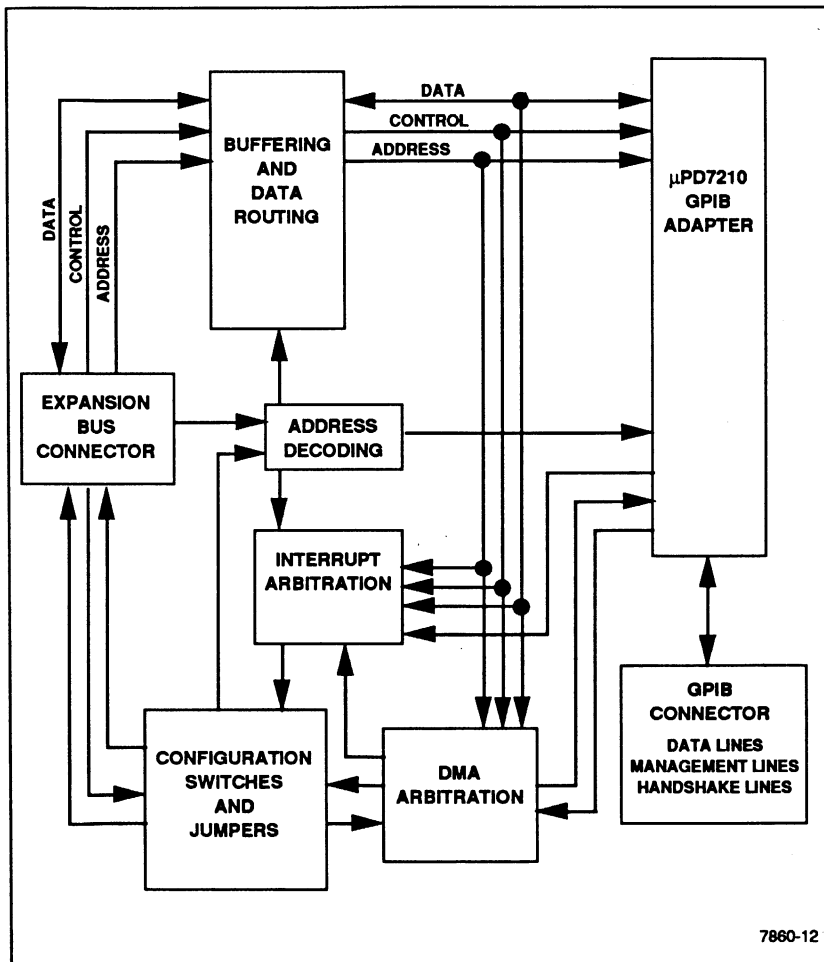 DATA
CONTROL
ADDRESS
BUFFERING
AND
DATA
ROUTING
µPD7210
GPIB
ADAPTER
DATA
CONTROL
ADDRESS
EXPANSION
BUS
CONNECTOR
ADDRESS
DECODING
INTERRUPT
ARBITRATION
GPIB
CONNECTOR
DATA LINES
MANAGEMENT LINES
HANDSHAKE LINES
CONFIGURATION
SWITCHES
AND
JUMPERS
DMA
ARBITRATION
7860-12